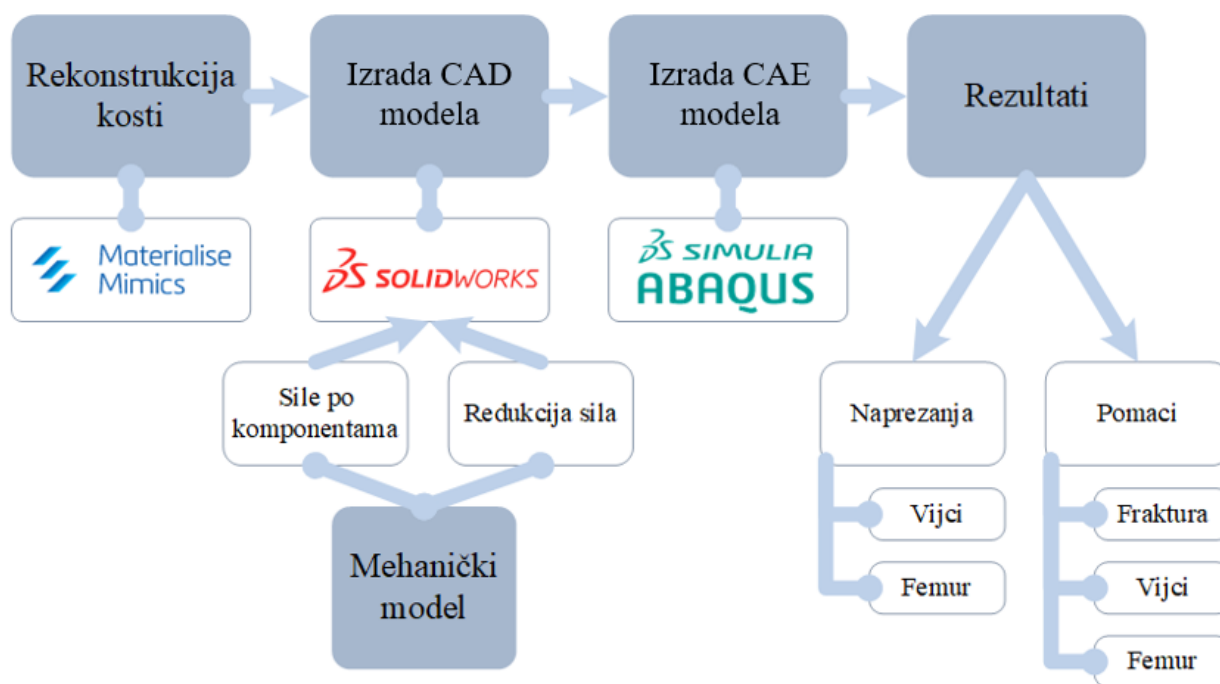 Rekonstrukcija
kosti
Izrada CAD
modela
Izrada CAE
modela
Rezultati
Materialise
Mimics
SOLIDWORKS
SIMULIA
ABAQUS
Sile po
komponentama
Redukcija sila
Mehanički
model
Naprezanja
Vijci
Femur
Pomaci
Fraktura
Vijci
Femur